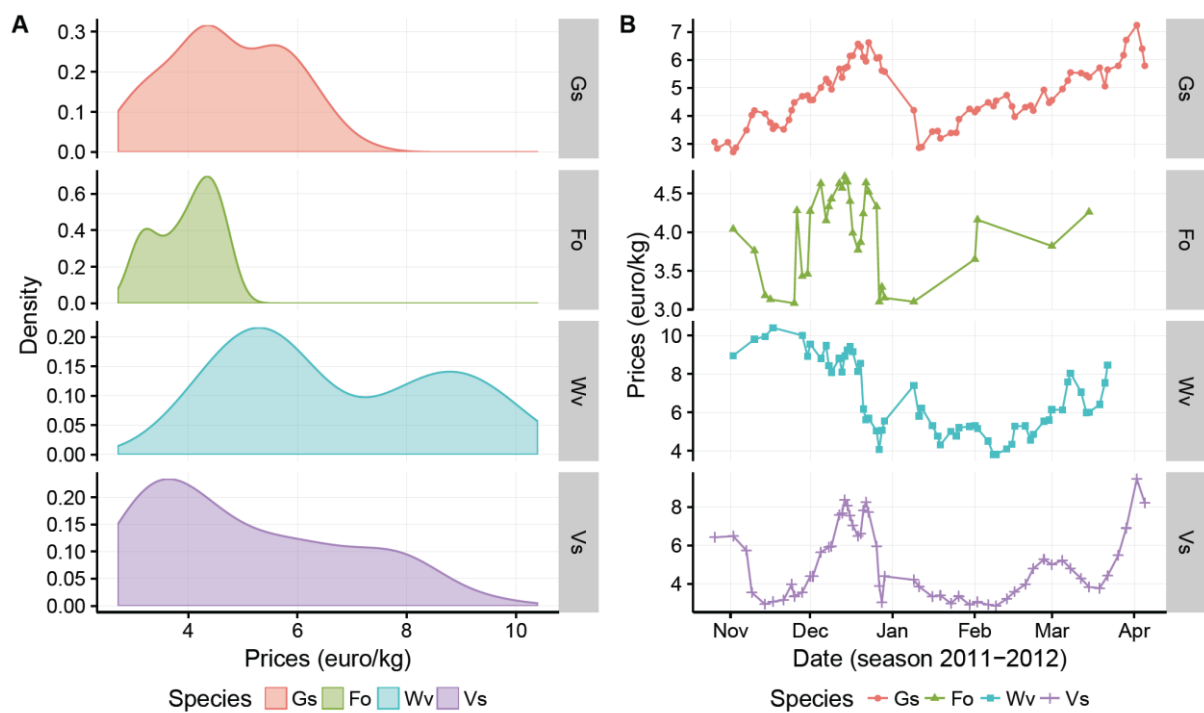 A
Density
0.3
0.2
0.1
0.0
Gs
0.6
0.4
0.2
0.0
Fo
0.20
0.15
0.10
0.05
0.00
Wv
0.20
0.15
0.10
0.05
0.00
Vs
4 6 8 10
Prices (euro/kg)
Species Gs Fo Wv Vs
B
Prices (euro/kg)
7
6
5
4
3
Gs
4.5
4.0
3.5
3.0
Fo
10
8
6
4
Wv
8
6
4
Vs
Nov Dec Jan Feb Mar Apr
Date (season 2011−2012)
Species Gs Fo Wv Vs